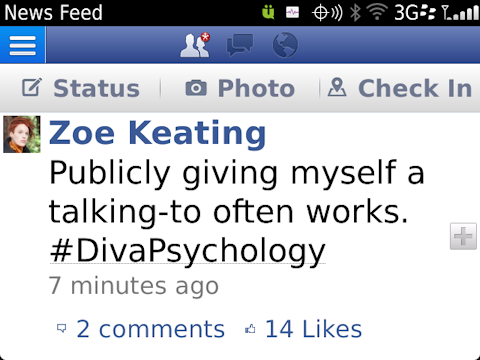 News Feed 3G
Status Photo Check In
Zoe Keating
Publicly giving myself a
talking-to often works.
#DivaPsychology
7 minutes ago
2 comments 14 Likes